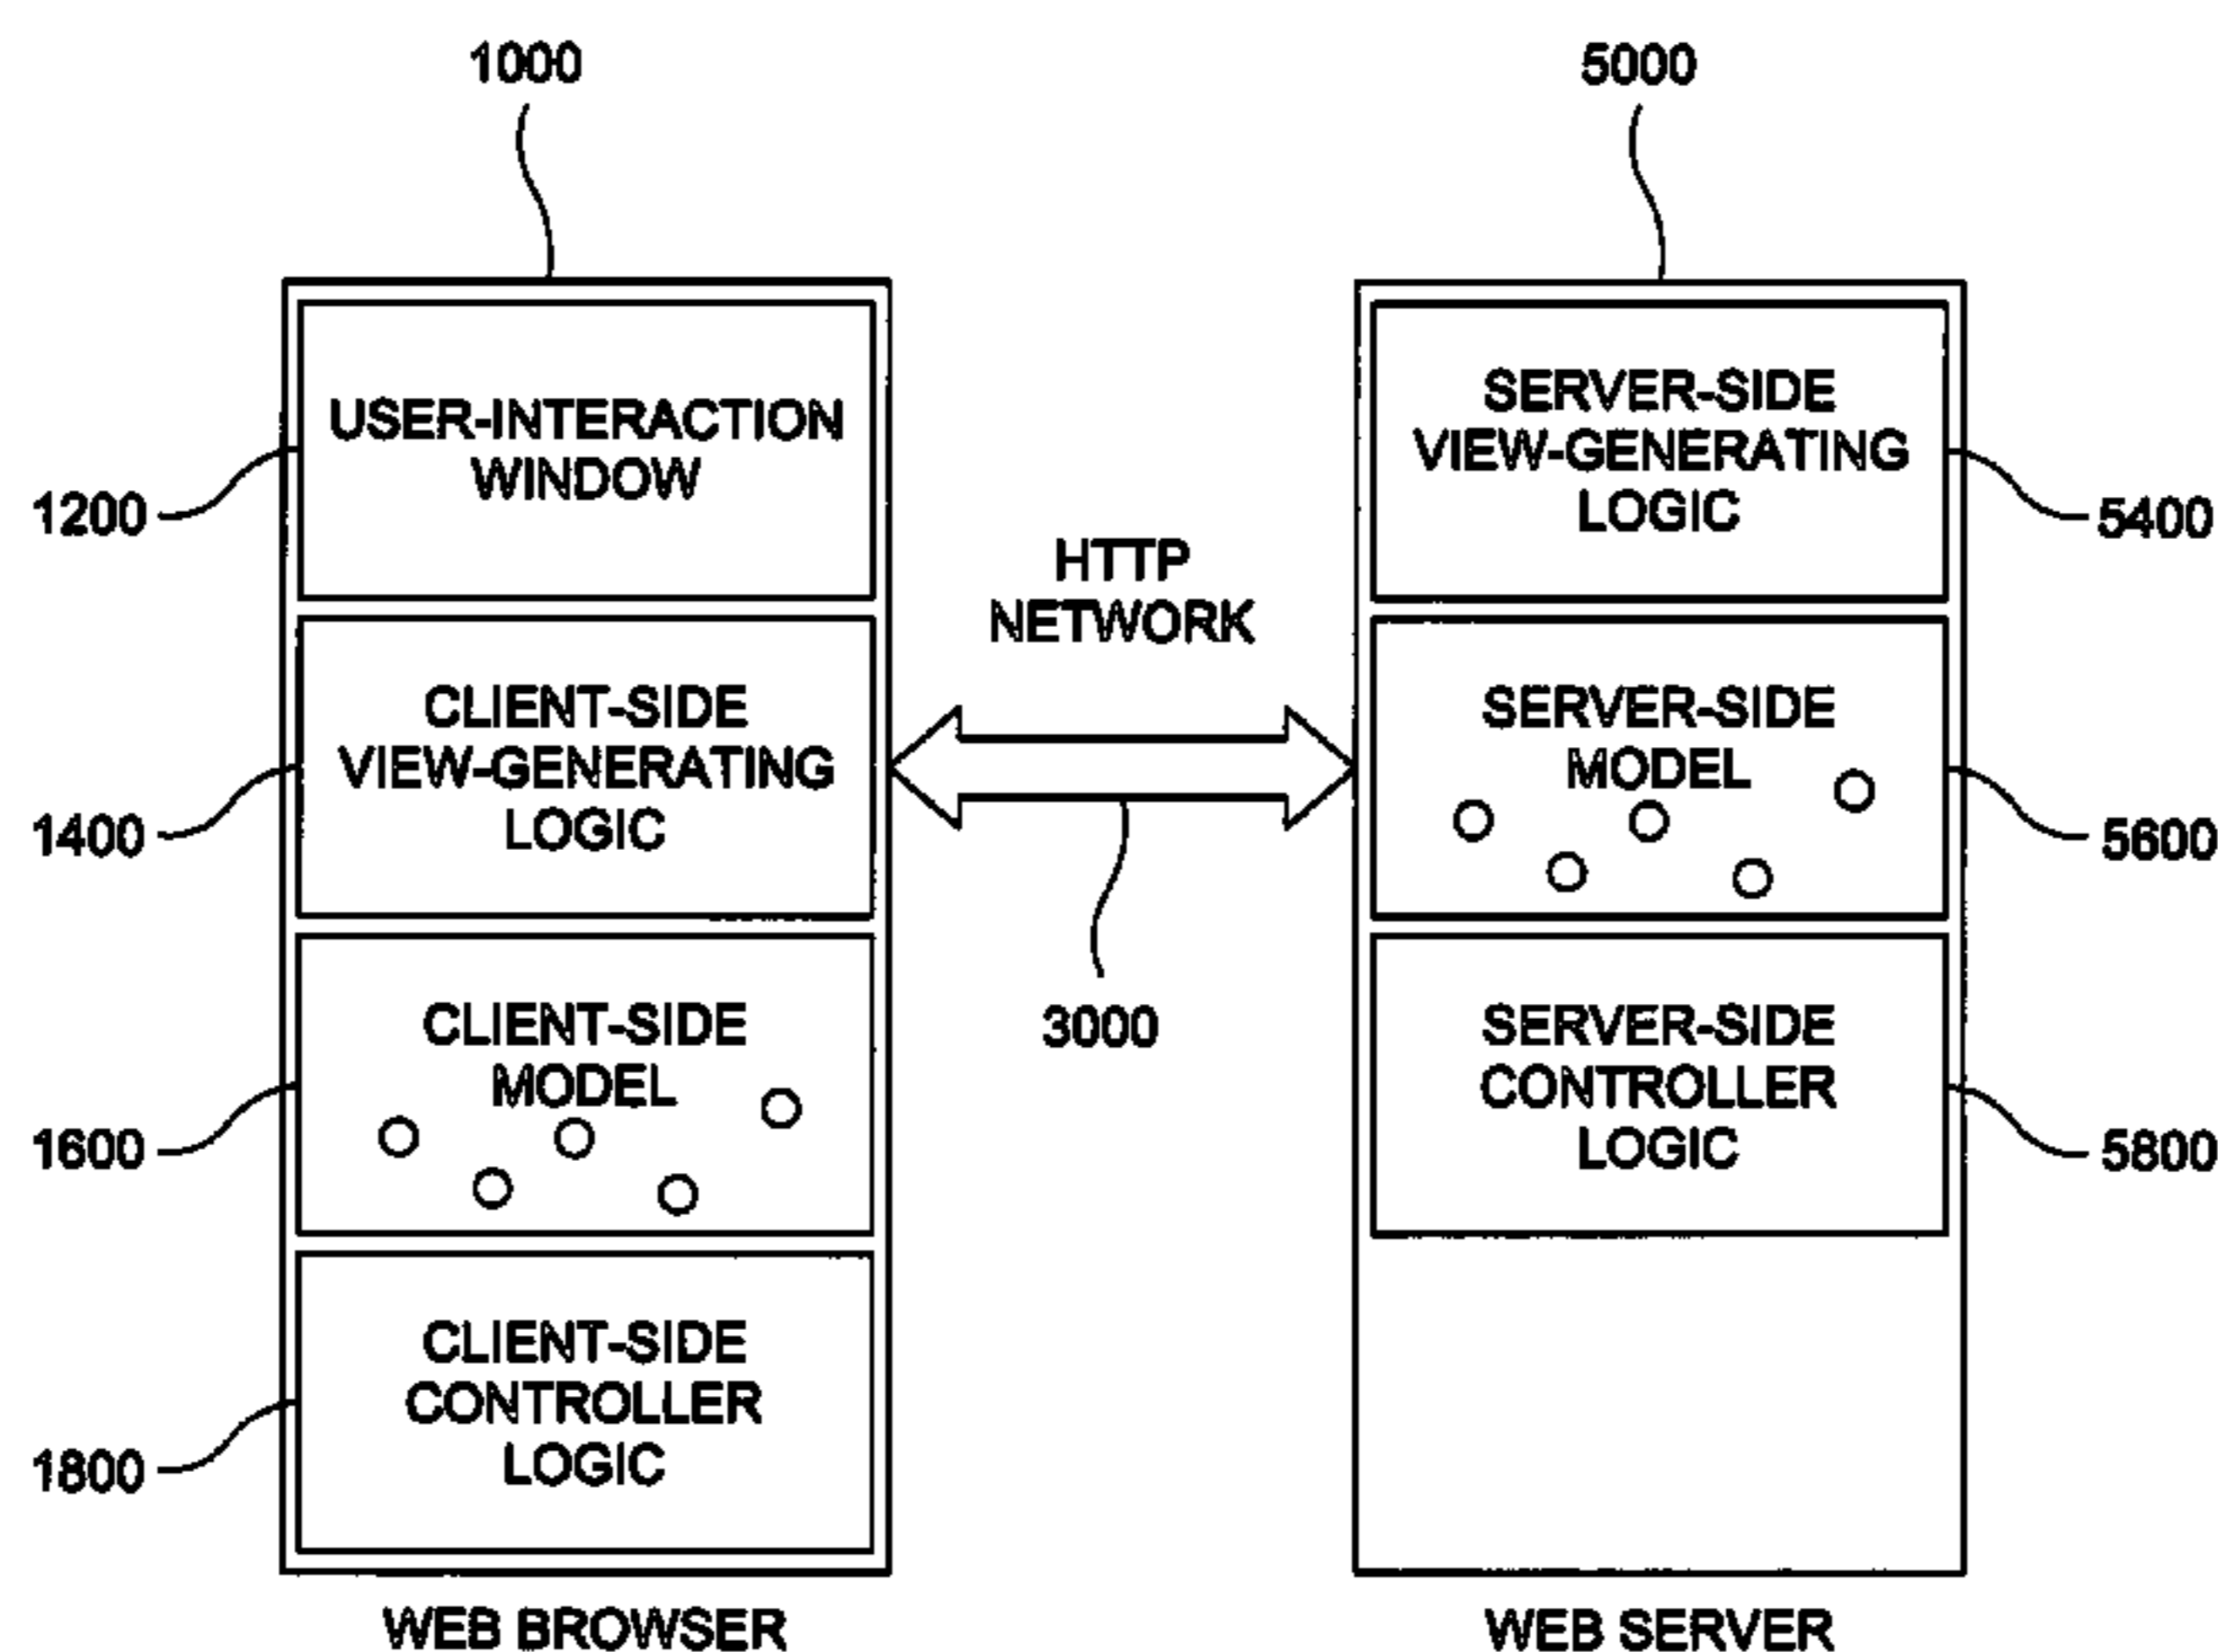 1000
5000
USER-INTERACTION
WINDOW
1200
SERVER-SIDE
VIEW-GENERATING
LOGIC
5400
HTTP
NETWORK
3000
CLIENT-SIDE
VIEW-GENERATING
LOGIC
1400
SERVER-SIDE
MODEL
5600
CLIENT-SIDE
MODEL
1600
SERVER-SIDE
CONTROLLER
LOGIC
5800
CLIENT-SIDE
CONTROLLER
LOGIC
1800
WEB BROWSER
WEB SERVER